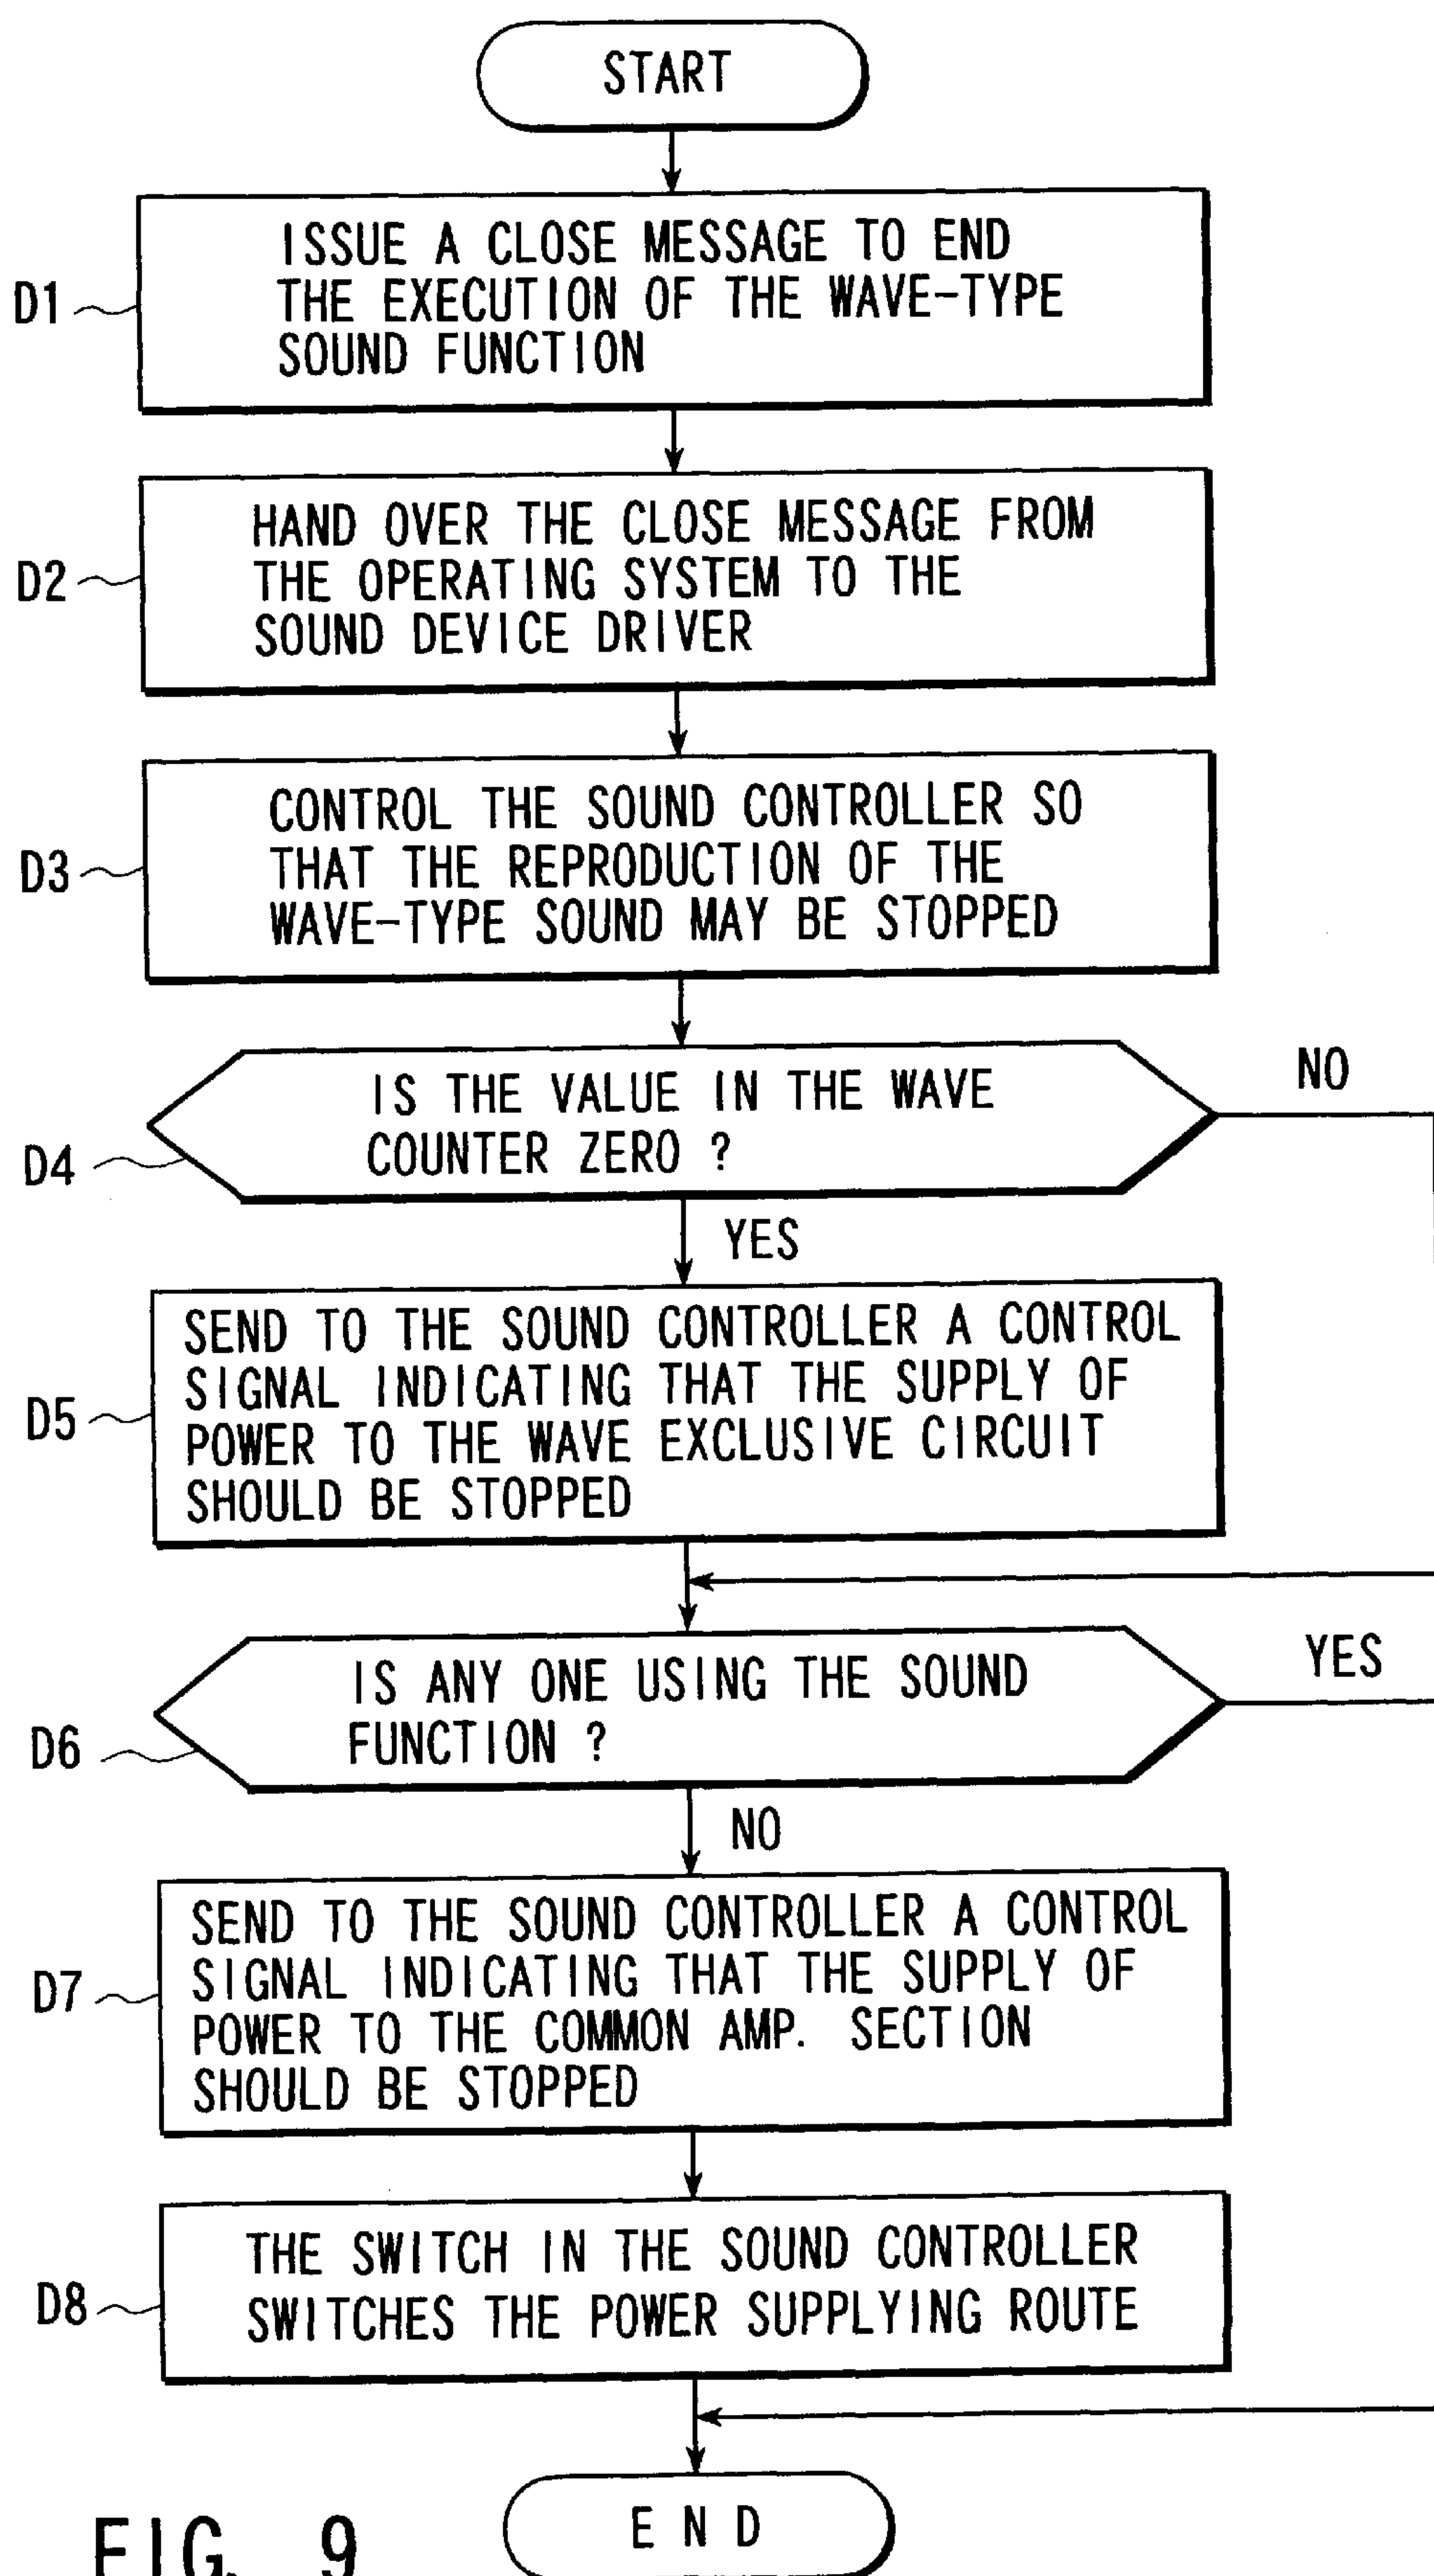 START
D1
ISSUE A CLOSE MESSAGE TO END
THE EXECUTION OF THE WAVE-TYPE
SOUND FUNCTION
D2
HAND OVER THE CLOSE MESSAGE FROM
THE OPERATING SYSTEM TO THE
SOUND DEVICE DRIVER
D3
CONTROL THE SOUND CONTROLLER SO
THAT THE REPRODUCTION OF THE
WAVE-TYPE SOUND MAY BE STOPPED
D4
IS THE VALUE IN THE WAVE
COUNTER ZERO ?
NO
YES
D5
SEND TO THE SOUND CONTROLLER A CONTROL
SIGNAL INDICATING THAT THE SUPPLY OF
POWER TO THE WAVE EXCLUSIVE CIRCUIT
SHOULD BE STOPPED
D6
IS ANY ONE USING THE SOUND
FUNCTION ?
YES
NO
D7
SEND TO THE SOUND CONTROLLER A CONTROL
SIGNAL INDICATING THAT THE SUPPLY OF
POWER TO THE COMMON AMP. SECTION
SHOULD BE STOPPED
D8
THE SWITCH IN THE SOUND CONTROLLER
SWITCHES THE POWER SUPPLYING ROUTE
END
FIG. 9